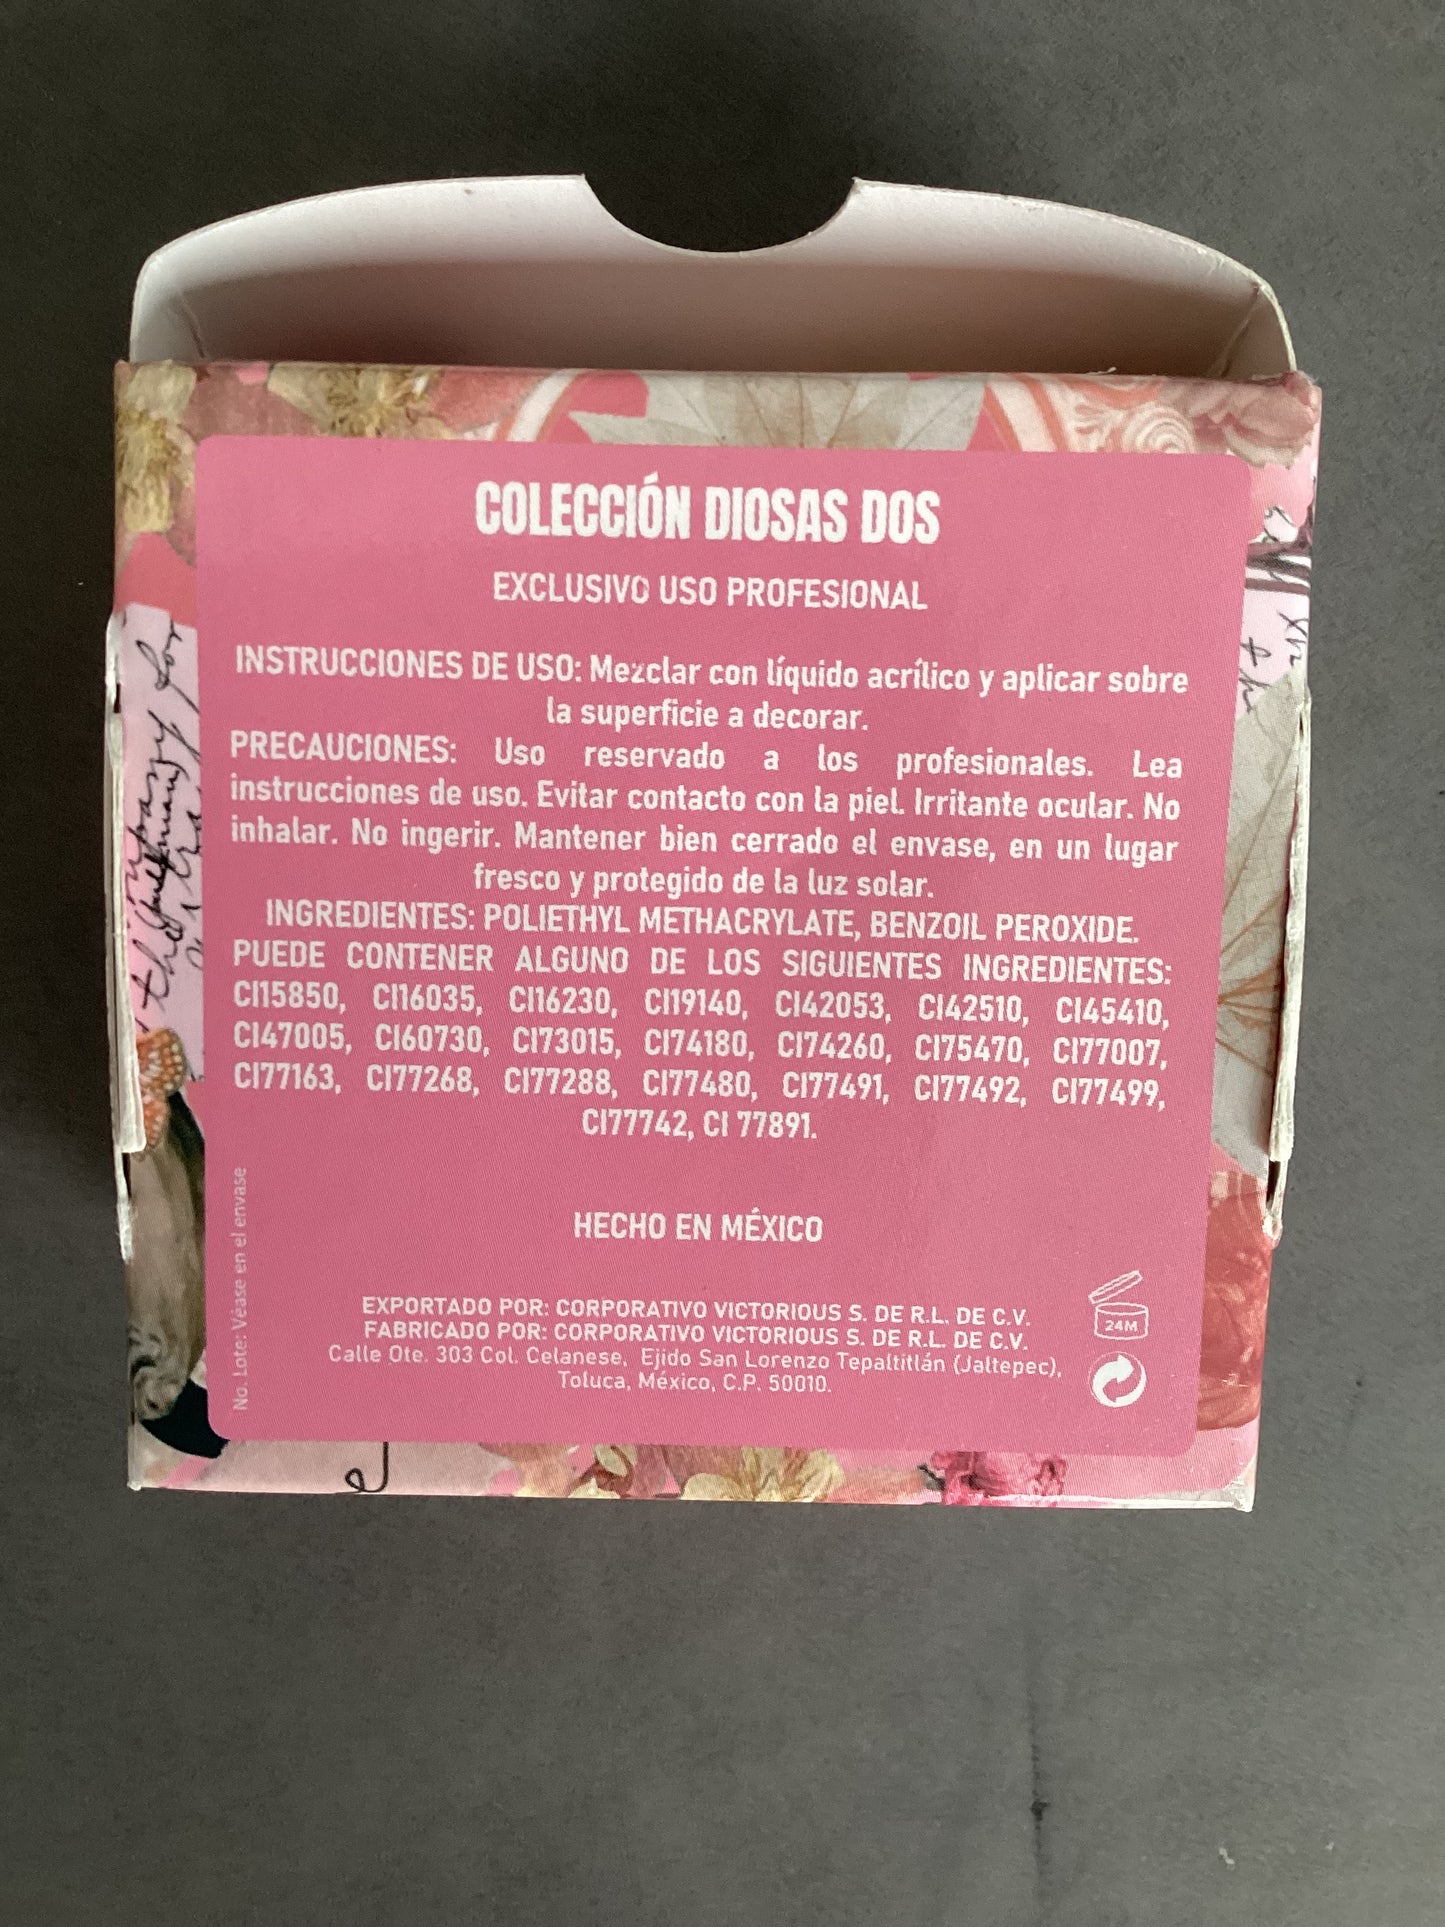 COLECCIÓN DIOSAS DOS
EXCLUSIVO USO PROFESIONAL
INSTRUCCIONES DE USO: Mezclar con líquido acrílico y aplicar sobre
la superficie a decorar.
PRECAUCIONES: Uso reservado a los profesionales. Lea
instrucciones de uso. Evitar contacto con la piel. Irritante ocular. No
inhalar. No ingerir. Mantener bien cerrado el envase, en un lugar
fresco y protegido de la luz solar.
INGREDIENTES: POLIETHYL METHACRYLATE, BENZOIL PEROXIDE.
PUEDE CONTENER ALGUNO DE LOS SIGUIENTES INGREDIENTES:
CI15850, CI16035, CI16230, CI19140, CI42053, CI42510, CI45410,
CI47005, CI60730, CI73015, CI74180, CI74260, CI75470, CI77007,
CI77163, CI77268, CI77288, CI77480, CI77491, CI77492, CI77499,
CI77742, CI 77891.
HECHO EN MÉXICO
No. Lote: Véase en el envase
EXPORTADO POR: CORPORATIVO VICTORIOUS S. DE R.L. DE C.V.
FABRICADO POR: CORPORATIVO VICTORIOUS S. DE R.L. DE C.V.
Calle Ote. 303 Col. Celanese, Ejido San Lorenzo Tepaltitlán (Jaltepec),
Toluca, México, C.P. 50010.
24M